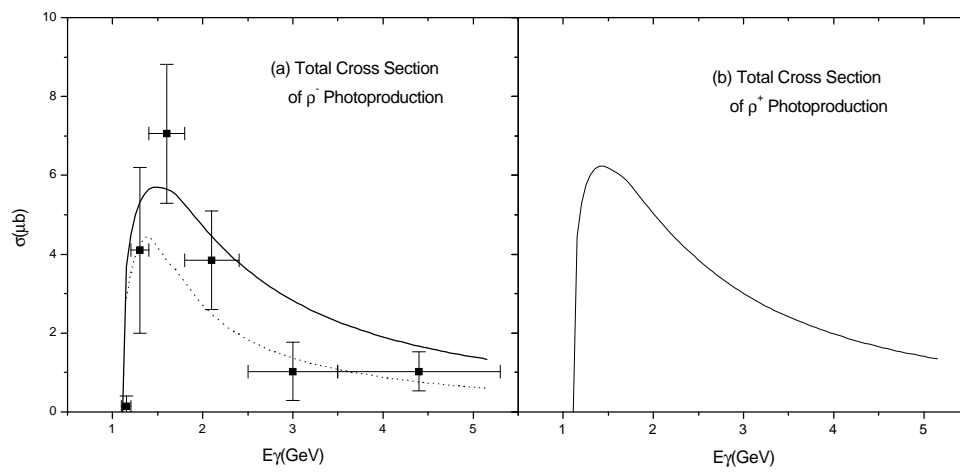 10
8
6
4
2
0
σ(μb)
(a) Total Cross Section
of ρ⁻ Photoproduction
1 2 3 4 5
Eγ(GeV)
(b) Total Cross Section
of ρ⁺ Photoproduction
1 2 3 4 5
Eγ(GeV)